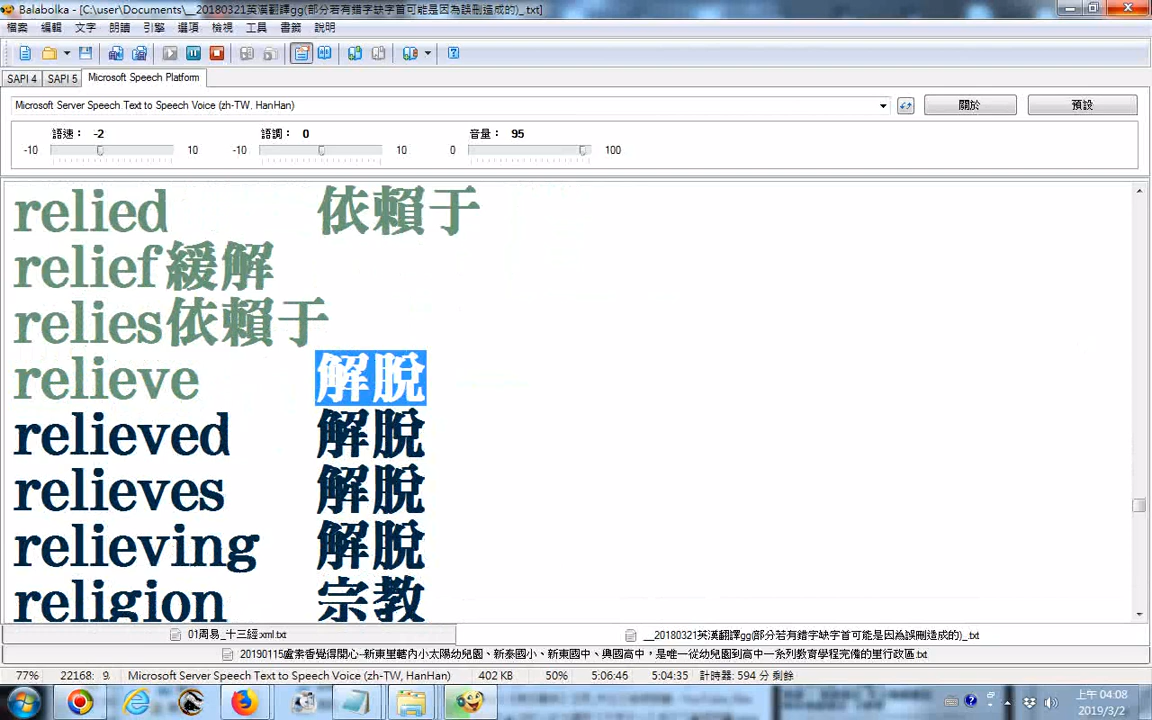 Balabolka - [C:\user\Documents\__20180321英漢翻譯gg(部分若有錯字缺字首可能是因為誤刪造成的)_.txt]
檔案 編輯 文字 朗讀 引擎 選項 檢視 工具 書籤 說明
SAPI 4 SAPI 5 Microsoft Speech Platform
Microsoft Server Speech Text to Speech Voice (zh-TW, HanHan) 關於 預設
語速： -2 語調： 0 音量： 95
-10 10 -10 10 0 100
relied 依賴于
relief緩解
relies依賴于
relieve 解脫
relieved 解脫
relieves 解脫
relieving 解脫
religion 宗教
01周易_十三經.xml.txt __20180321英漢翻譯gg(部分若有錯字缺字首可能是因為誤刪造成的)_.txt
20190115盧素香覺得開心-新東里轄內小太陽幼兒園、新泰國小、新東國中、興國高中，是唯一從幼兒園到高中一系列教育學程完備的里行政區.txt
77% 22168: 9 Microsoft Server Speech Text to Speech Voice (zh-TW, HanHan) 402 KB 50% 5:06:46 5:04:35 計時器: 594 分 剩餘
上午 04:08
2019/3/2